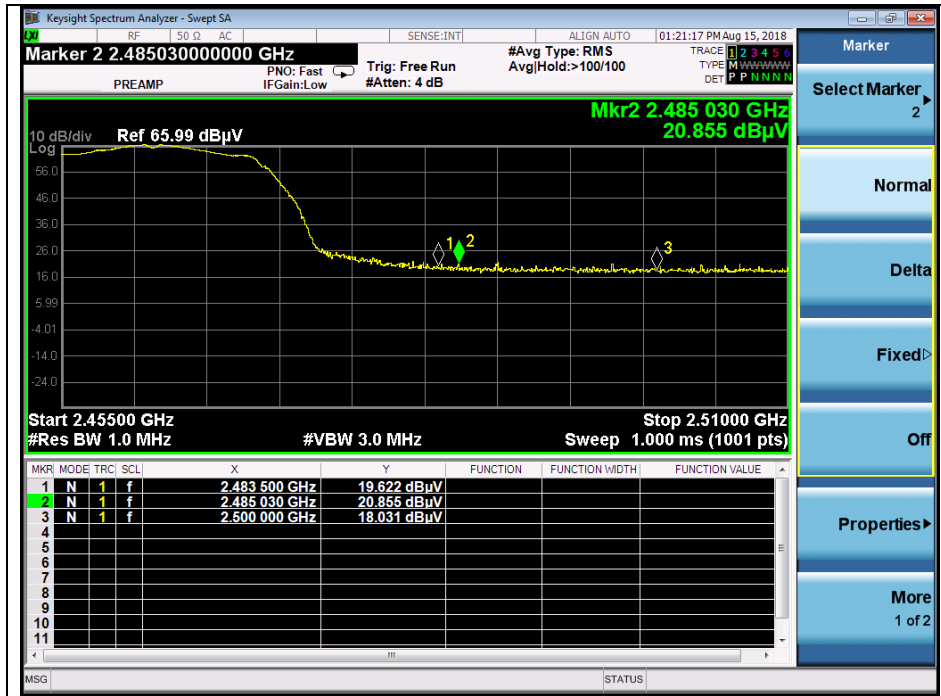 Keysight Spectrum Analyzer - Swept SA
LXI RF 50 Ω AC SENSE:INT ALIGN AUTO 01:21:17 PM Aug 15, 2018
Marker 2 2.485030000000 GHz
PREAMP
PNO: Fast
IFGain:Low
Trig: Free Run
#Atten: 4 dB
#Avg Type: RMS
Avg|Hold:>100/100
TRACE 1 2 3 4 5 6
TYPE M WWWWW
DET P P N N N N
Mkr2 2.485 030 GHz
20.855 dBµV
10 dB/div Ref 65.99 dBµV
Log
56.0
46.0
36.0
26.0
16.0
5.99
-4.01
-14.0
-24.0
1 2 3
Start 2.45500 GHz Stop 2.51000 GHz
#Res BW 1.0 MHz #VBW 3.0 MHz Sweep 1.000 ms (1001 pts)
MKR MODE TRC SCL X Y FUNCTION FUNCTION WIDTH FUNCTION VALUE
1 N 1 f 2.483 500 GHz 19.622 dBµV
2 N 1 f 2.485 030 GHz 20.855 dBµV
3 N 1 f 2.500 000 GHz 18.031 dBµV
4
5
6
7
8
9
10
11
MSG STATUS
Marker
Select Marker
2
Normal
Delta
Fixed
Off
Properties
More
1 of 2